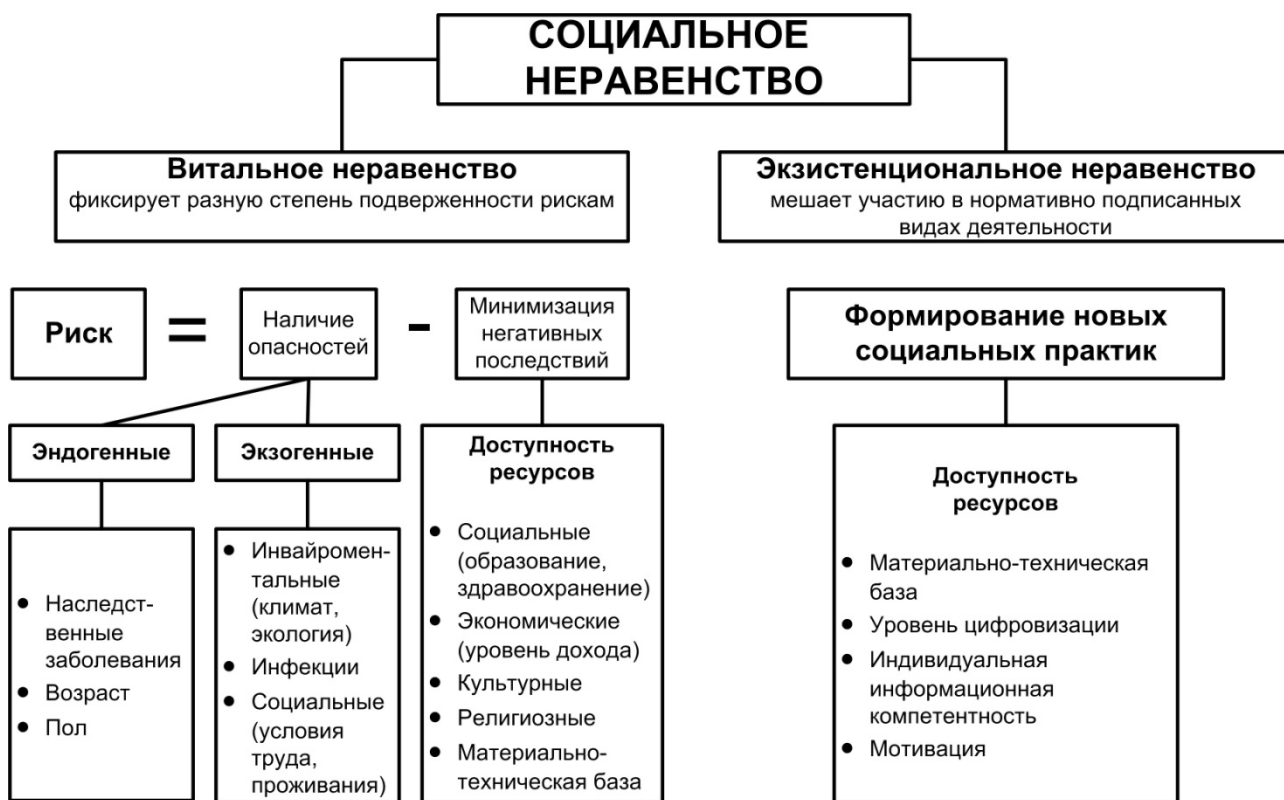 СОЦИАЛЬНОЕ
НЕРАВЕНСТВО
Витальное неравенство
фиксирует разную степень подверженности рискам
Экзистенциональное неравенство
мешает участию в нормативно подписанных
видах деятельности
Риск
=
Наличие
опасностей
-
Минимизация
негативных
последствий
Формирование новых
социальных практик
Эндогенные
Экзогенные
Доступность
ресурсов
Доступность
ресурсов
• Наследст-
венные
заболевания
• Возраст
• Пол
• Инвайромен-
тальные
(климат,
экология)
• Инфекции
• Социальные
(условия
труда,
проживания)
• Социальные
(образование,
здравоохранение)
• Экономические
(уровень дохода)
• Культурные
• Религиозные
• Материально-
техническая база
• Материально-техническая
база
• Уровень цифровизации
• Индивидуальная
информационная
компетентность
• Мотивация